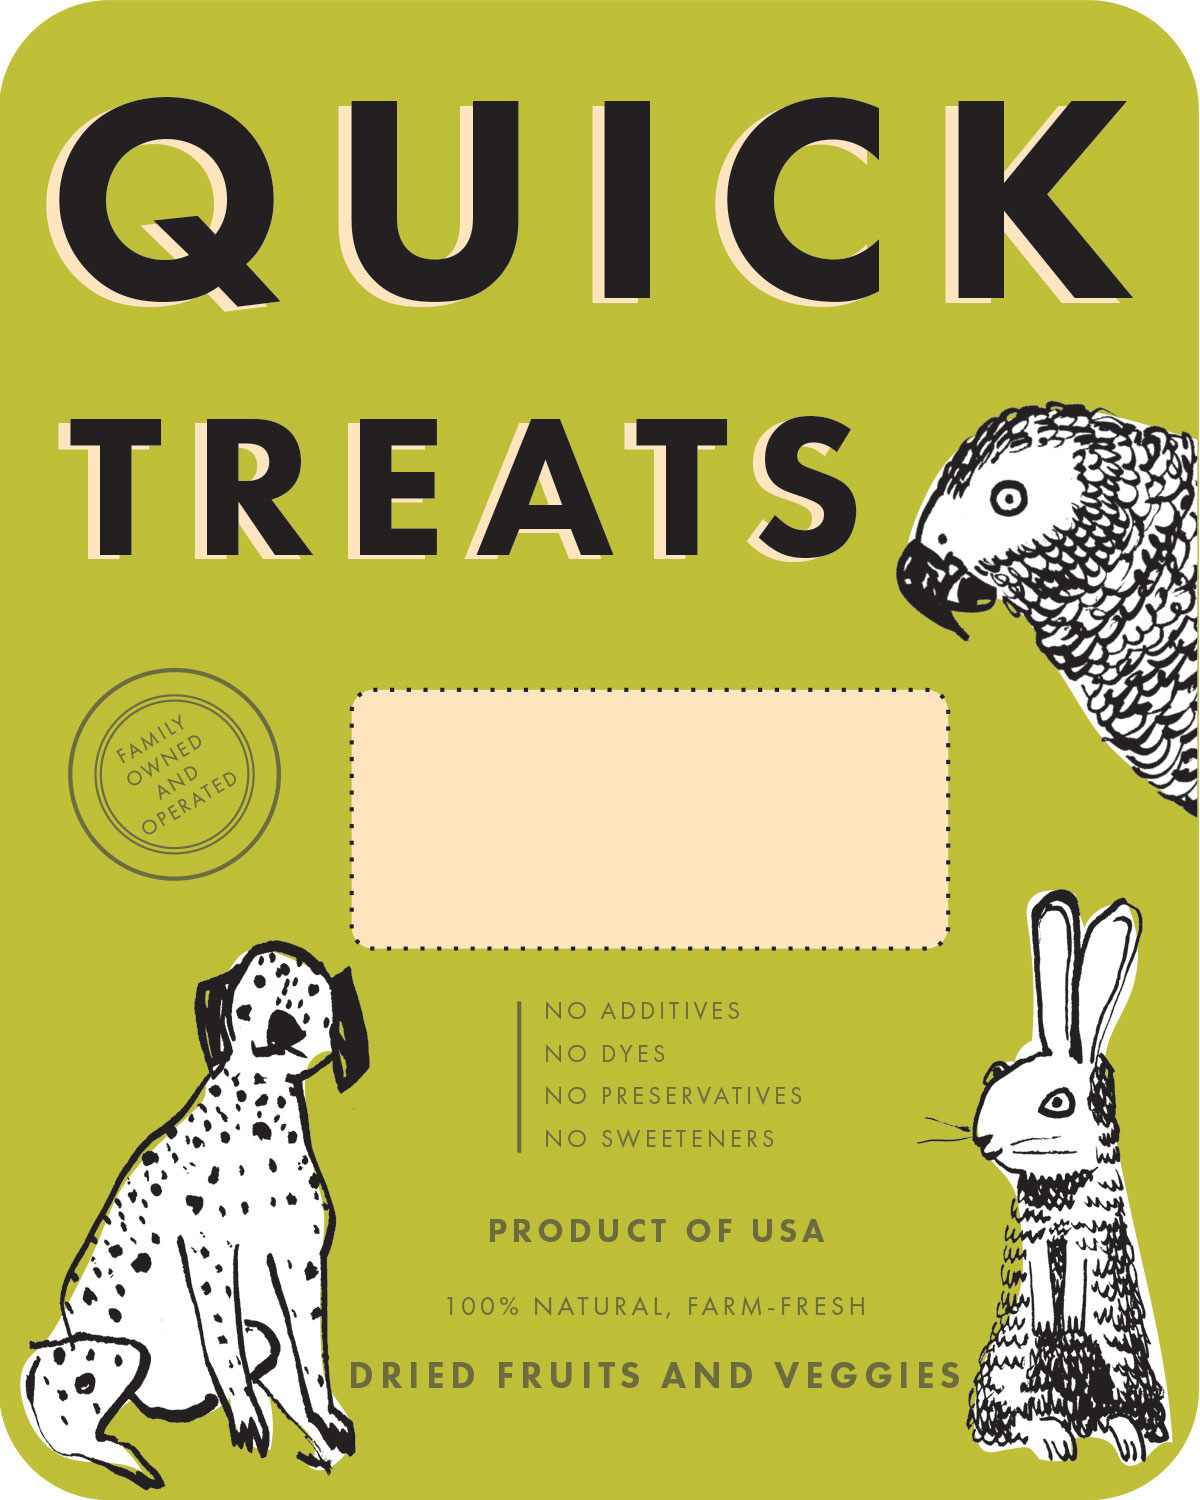 QUICK
TREATS
FAMILY
OWNED
AND
OPERATED
NO ADDITIVES
NO DYES
NO PRESERVATIVES
NO SWEETENERS
PRODUCT OF USA
100% NATURAL, FARM-FRESH
DRIED FRUITS AND VEGGIES